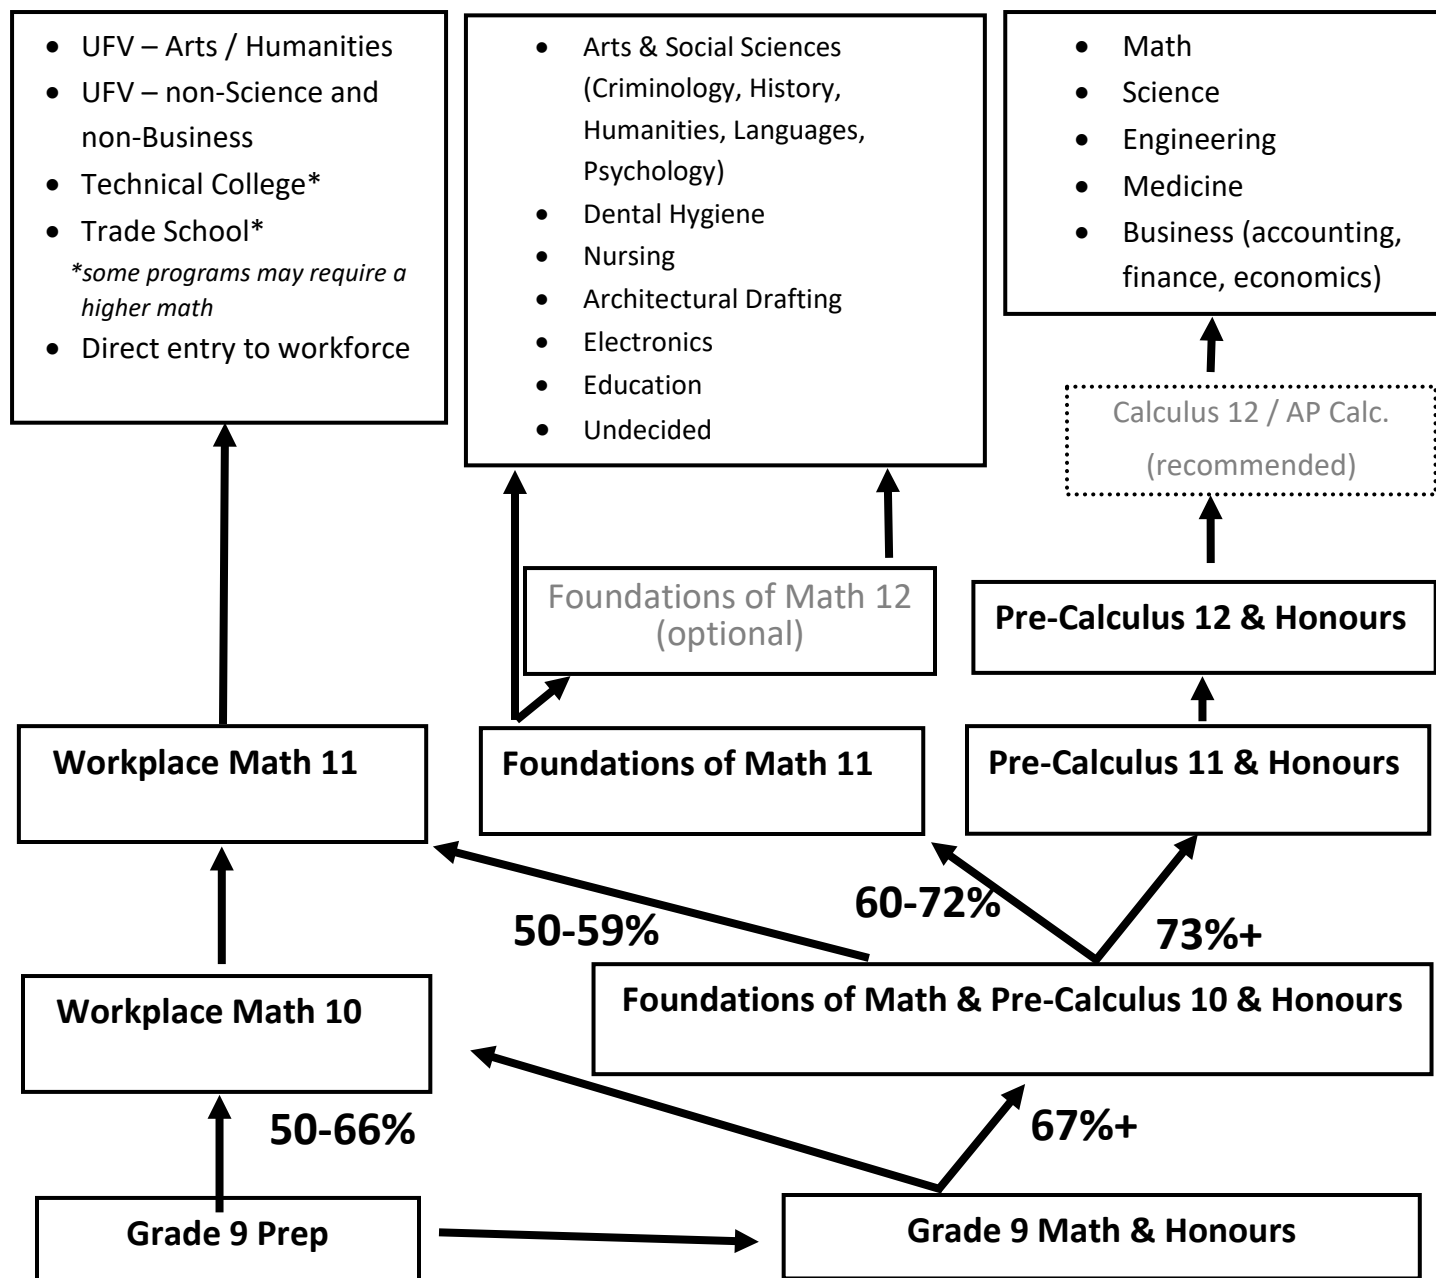 • UFV – Arts / Humanities
• UFV – non-Science and
non-Business
• Technical College*
• Trade School*
*some programs may require a
higher math
• Direct entry to workforce
• Arts & Social Sciences
(Criminology, History,
Humanities, Languages,
Psychology)
• Dental Hygiene
• Nursing
• Architectural Drafting
• Electronics
• Education
• Undecided
• Math
• Science
• Engineering
• Medicine
• Business (accounting,
finance, economics)
Calculus 12 / AP Calc.
(recommended)
Foundations of Math 12
(optional)
Pre-Calculus 12 & Honours
Workplace Math 11
Foundations of Math 11
Pre-Calculus 11 & Honours
50-59%
60-72%
73%+
Workplace Math 10
Foundations of Math & Pre-Calculus 10 & Honours
50-66%
67%+
Grade 9 Prep
Grade 9 Math & Honours